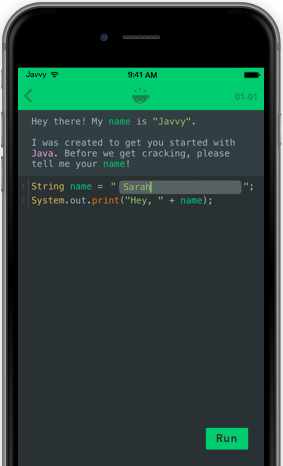 Javvy 9:41 AM
01-01
Hey there! My name is "Javvy".
I was created to get you started with
Java. Before we get cracking, please
tell me your name!
1 String name = " Sarah ";
2 System.out.print("Hey, " + name);
Run